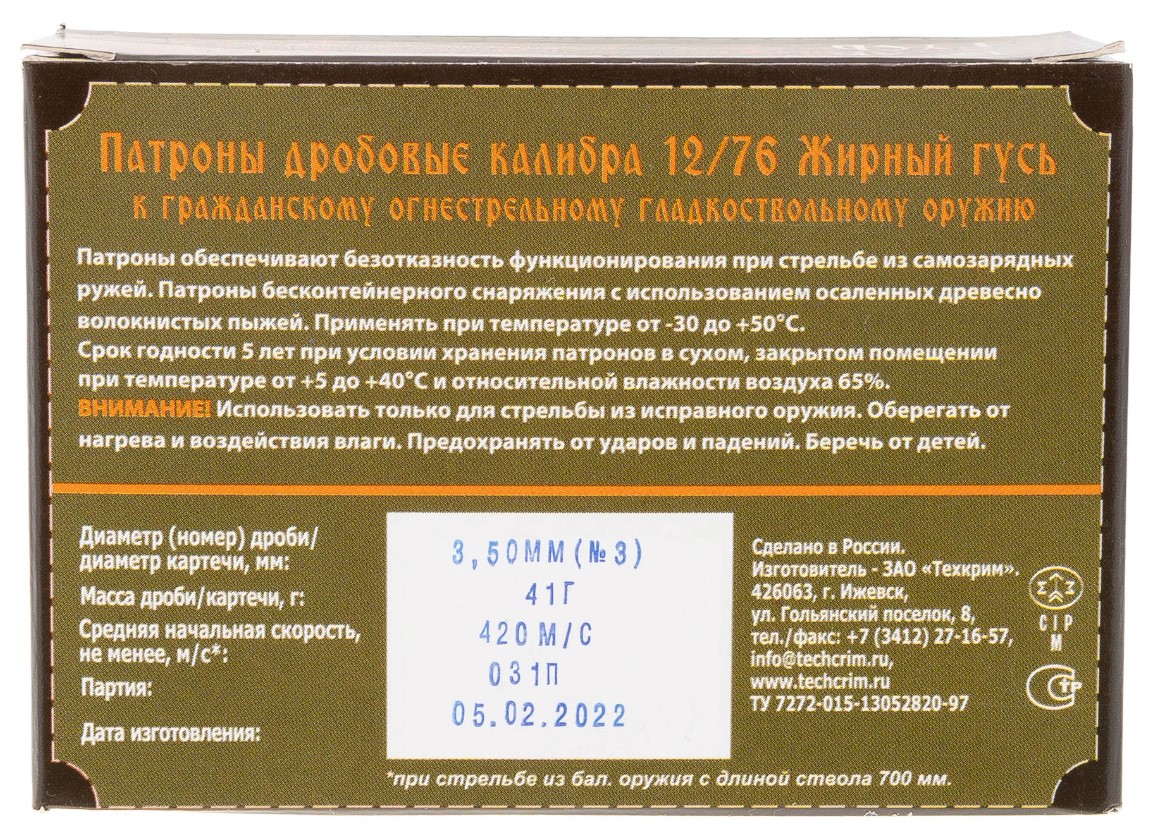 Патроны дробовые калибра 12/76 Жирный гусь
к гражданскому огнестрельному гладкоствольному оружию
Патроны обеспечивают безотказность функционирования при стрельбе из самозарядных
ружей. Патроны бесконтейнерного снаряжения с использованием осаленных древесно
волокнистых пыжей. Применять при температуре от -30 до +50°С.
Срок годности 5 лет при условии хранения патронов в сухом, закрытом помещении
при температуре от +5 до +40°С и относительной влажности воздуха 65%.
ВНИМАНИЕ! Использовать только для стрельбы из исправного оружия. Оберегать от
нагрева и воздействия влаги. Предохранять от ударов и падений. Беречь от детей.
Диаметр (номер) дроби/
диаметр картечи, мм:
Масса дроби/картечи, г:
Средняя начальная скорость,
не менее, м/с*:
Партия:
Дата изготовления:
3,50ММ(№3)
41Г
420М/С
031П
05.02.2022
Сделано в России.
Изготовитель - ЗАО «Техкрим».
426063, г. Ижевск,
ул. Гольянский поселок, 8,
тел./факс: +7 (3412) 27-16-57,
info@techcrim.ru,
www.techcrim.ru
ТУ 7272-015-13052820-97
CIP
M
*при стрельбе из бал. оружия с длиной ствола 700 мм.